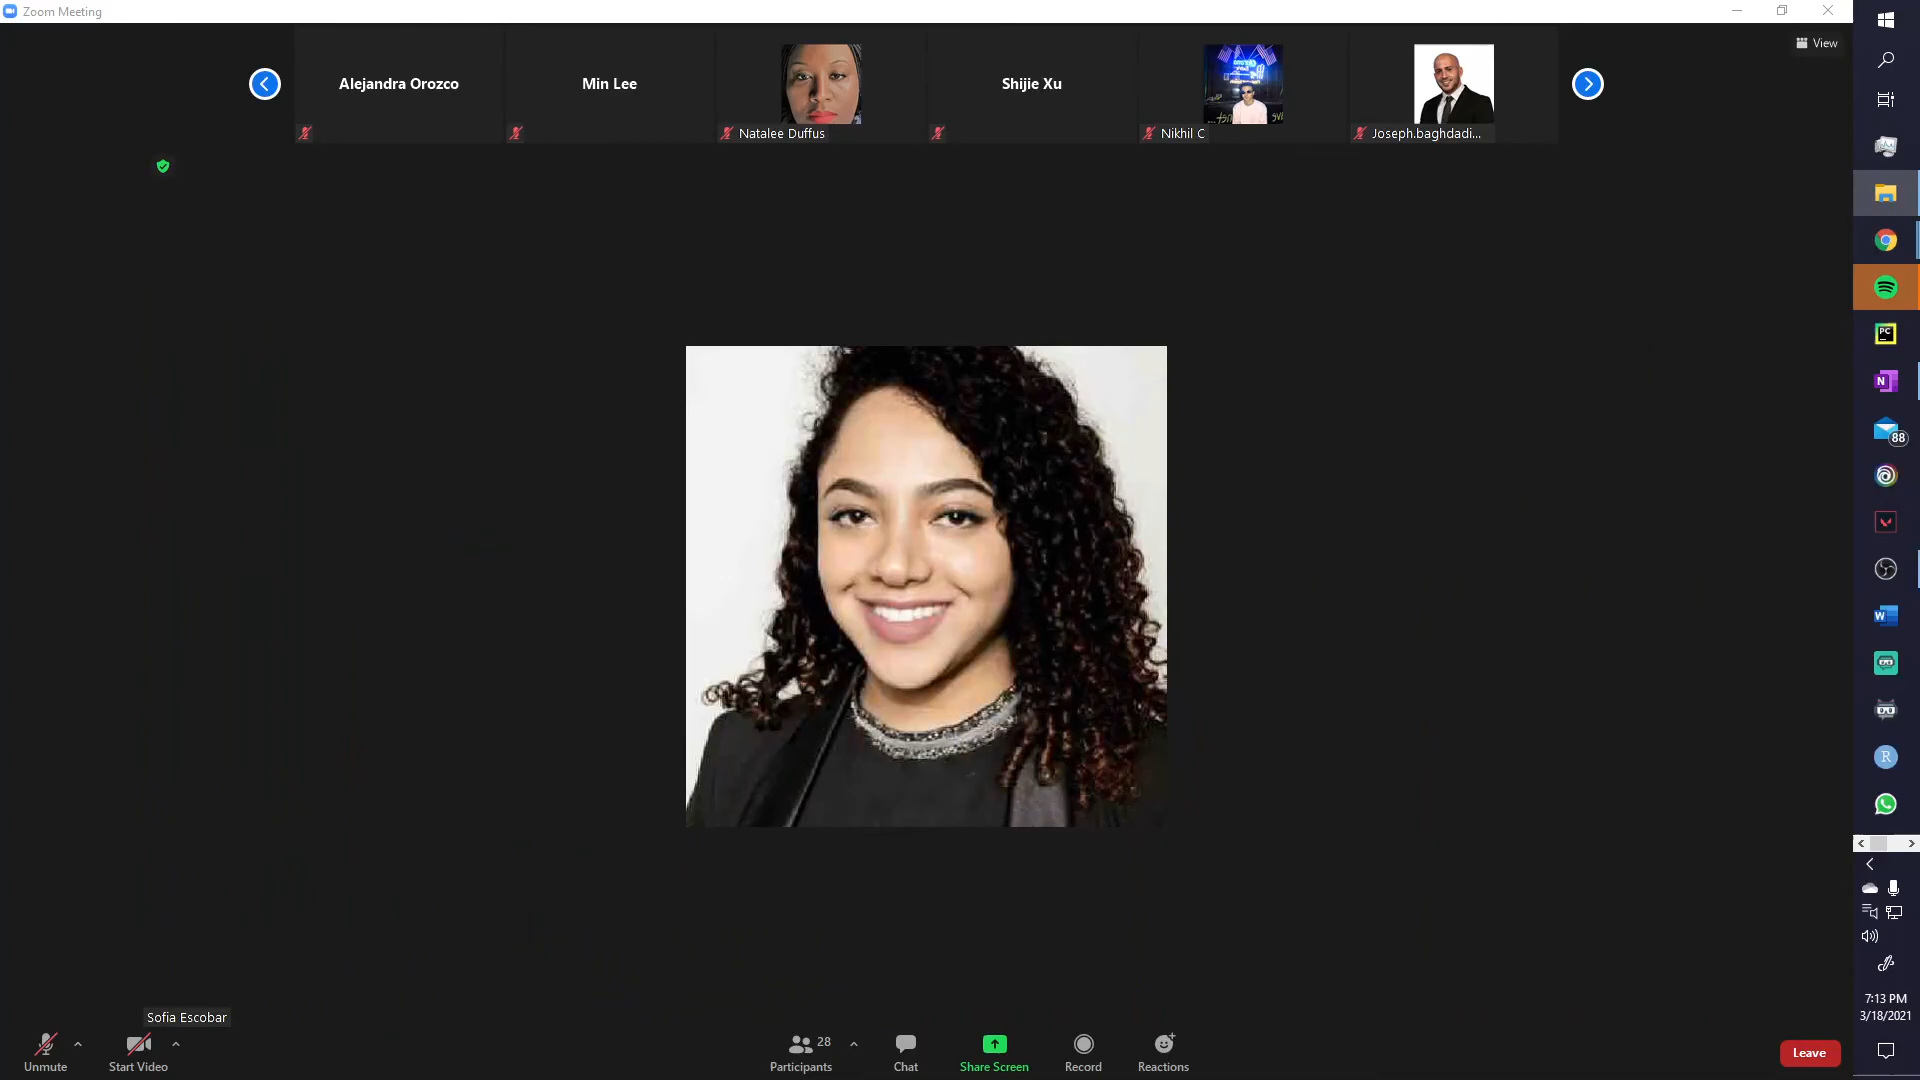 Zoom Meeting
View
Alejandra Orozco
Min Lee
Shijie Xu
Natalee Duffus
Nikhil C
Joseph.baghdadi...
PC
N
88
W
R
Sofia Escobar
Unmute
Start Video
28
Participants
Chat
Share Screen
Record
Reactions
Leave
7:13 PM
3/18/2021